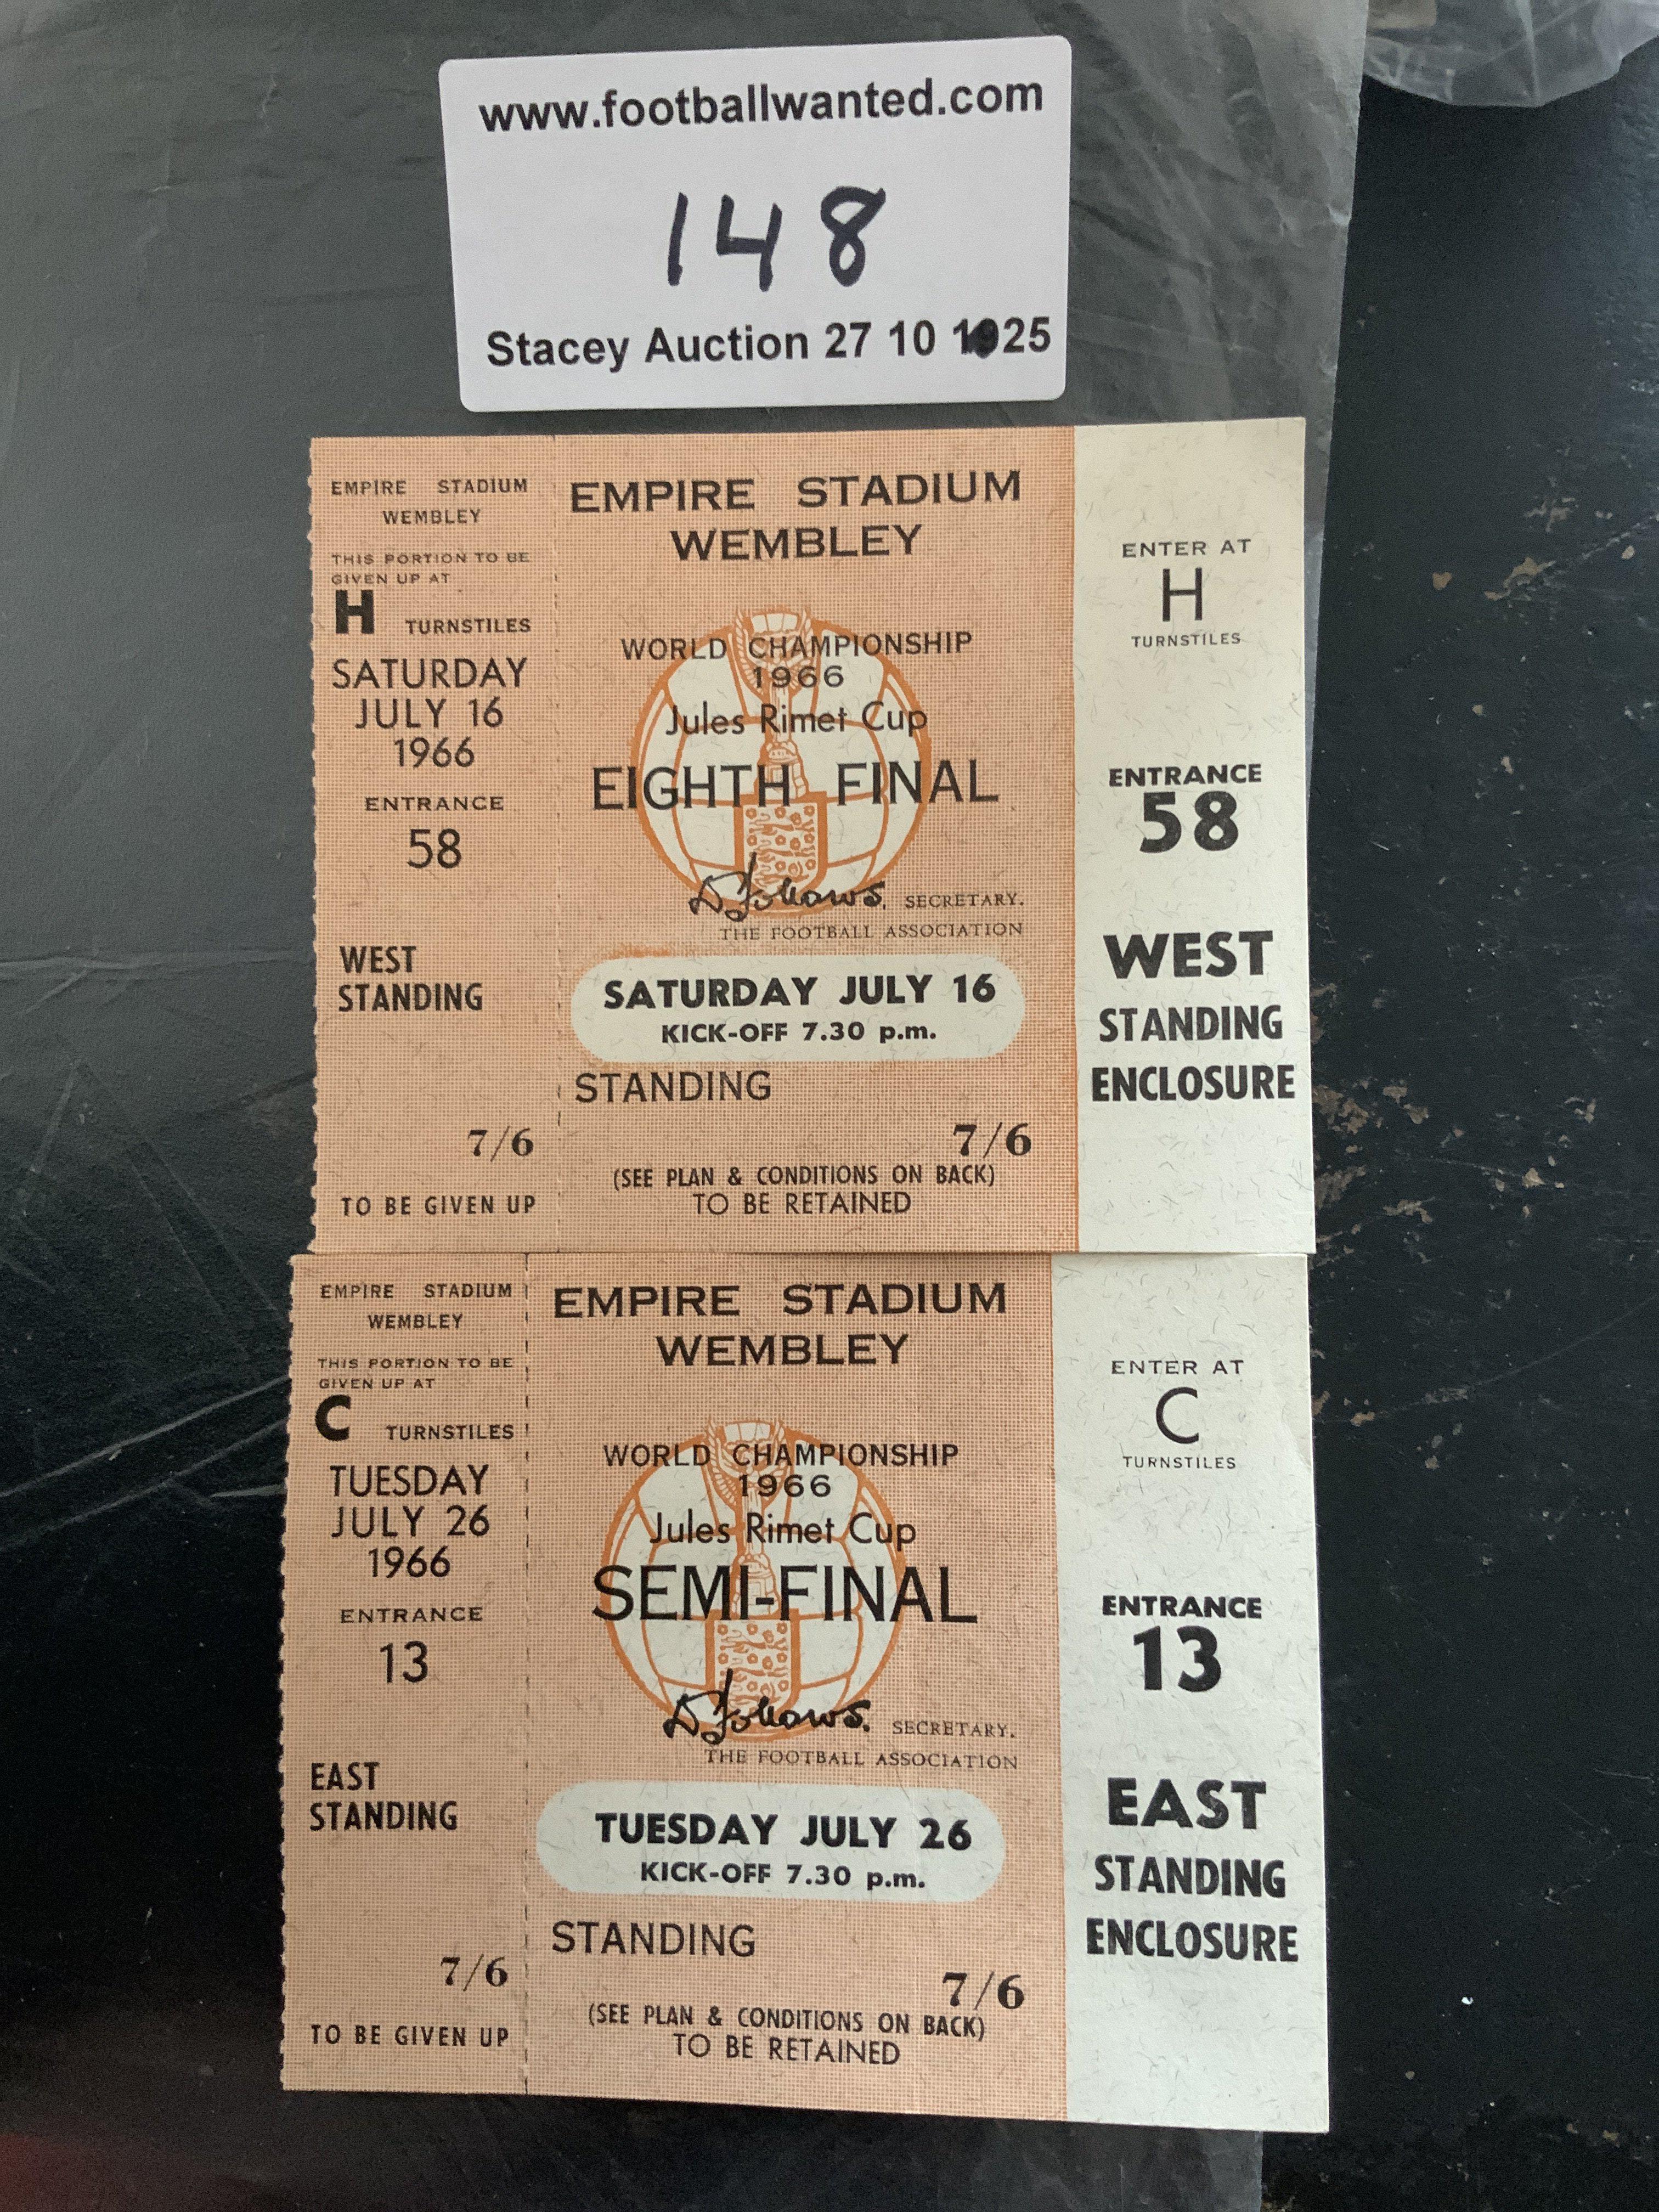 www.footballwanted.com
148
Stacey Auction 27 10 1925
EMPIRE STADIUM
WEMBLEY
THIS PORTION TO BE
GIVEN UP AT
H TURNSTILES
SATURDAY
JULY 16
1966
ENTRANCE
58
WEST
STANDING
7/6
TO BE GIVEN UP
EMPIRE STADIUM
WEMBLEY
WORLD CHAMPIONSHIP
1966
Jules Rimet Cup
EIGHTH FINAL
D Follows. SECRETARY.
THE FOOTBALL ASSOCIATION
SATURDAY JULY 16
KICK-OFF 7.30 p.m.
STANDING
7/6
(SEE PLAN & CONDITIONS ON BACK)
TO BE RETAINED
ENTER AT
H
TURNSTILES
ENTRANCE
58
WEST
STANDING
ENCLOSURE
EMPIRE STADIUM
WEMBLEY
THIS PORTION TO BE
GIVEN UP AT
C TURNSTILES
TUESDAY
JULY 26
1966
ENTRANCE
13
EAST
STANDING
7/6
TO BE GIVEN UP
EMPIRE STADIUM
WEMBLEY
WORLD CHAMPIONSHIP
1966
Jules Rimet Cup
SEMI-FINAL
D Follows. SECRETARY.
THE FOOTBALL ASSOCIATION
TUESDAY JULY 26
KICK-OFF 7.30 p.m.
STANDING
7/6
(SEE PLAN & CONDITIONS ON BACK)
TO BE RETAINED
ENTER AT
C
TURNSTILES
ENTRANCE
13
EAST
STANDING
ENCLOSURE